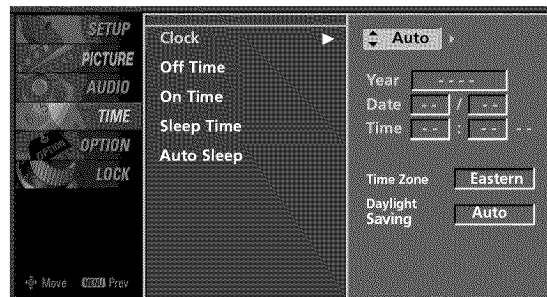 SETUP
PICTURE
AUDIO
TIME
OPTION
LOCK
Move MENU Prev
Clock
Off Time
On Time
Sleep Time
Auto Sleep
Auto
Year - - - -
Date - - / - -
Time - - : - - - -
Time Zone Eastern
Daylight
Saving Auto